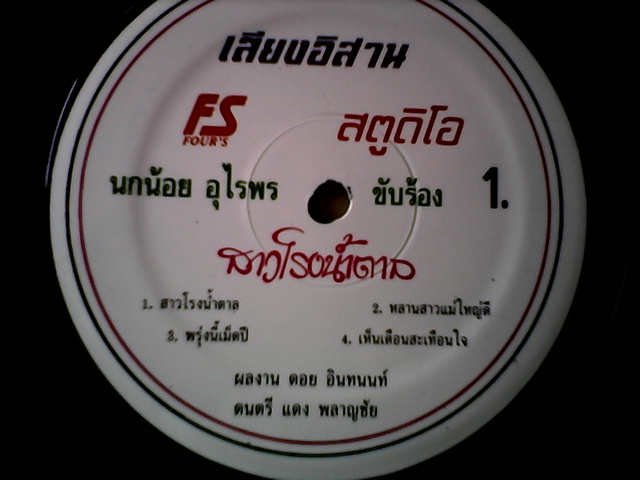 เสียงอิสาน
FS สตูดิโอ
FOUR'S
นกน้อย อุไรพร ขับร้อง 1.
สาวโรงน้ำตาล
1. สาวโรงน้ำตาล 2. หลานสาวแม่ใหญ่ดี
3. พรุ่งนี้เม็ดปี 4. เห็นเดือนสะเทือนใจ
ผลงาน ดอย อินทนนท์
ดนตรี แดง พลาญชัย